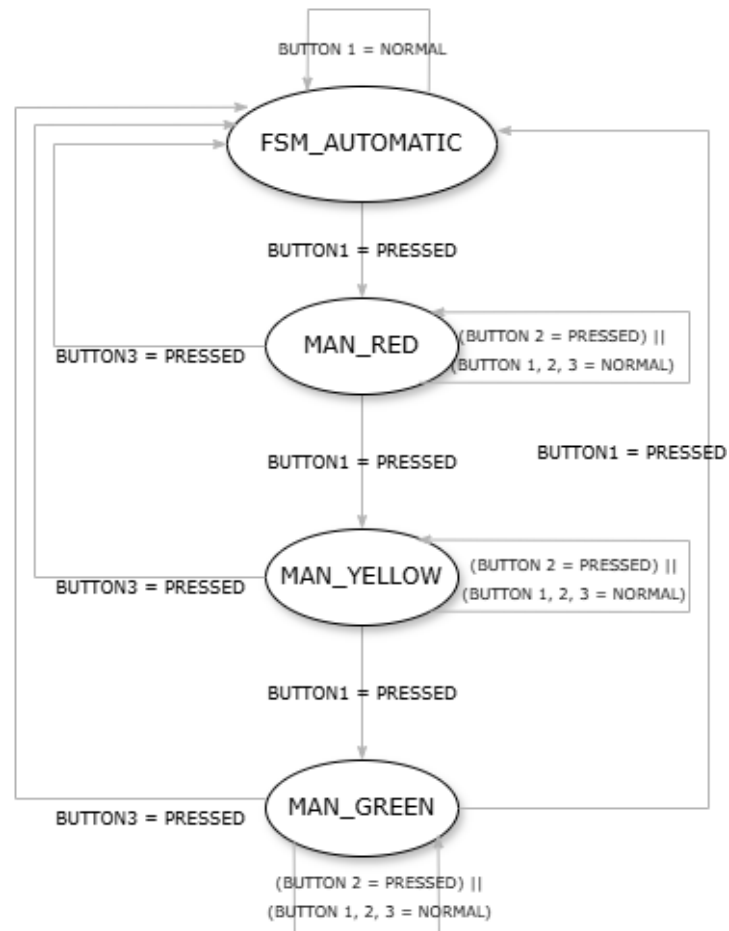 BUTTON 1 = NORMAL
FSM_AUTOMATIC
BUTTON1 = PRESSED
MAN_RED
(BUTTON 2 = PRESSED) ||
(BUTTON 1, 2, 3 = NORMAL)
BUTTON3 = PRESSED
BUTTON1 = PRESSED
BUTTON1 = PRESSED
MAN_YELLOW
(BUTTON 2 = PRESSED) ||
(BUTTON 1, 2, 3 = NORMAL)
BUTTON3 = PRESSED
BUTTON1 = PRESSED
MAN_GREEN
BUTTON3 = PRESSED
(BUTTON 2 = PRESSED) ||
(BUTTON 1, 2, 3 = NORMAL)